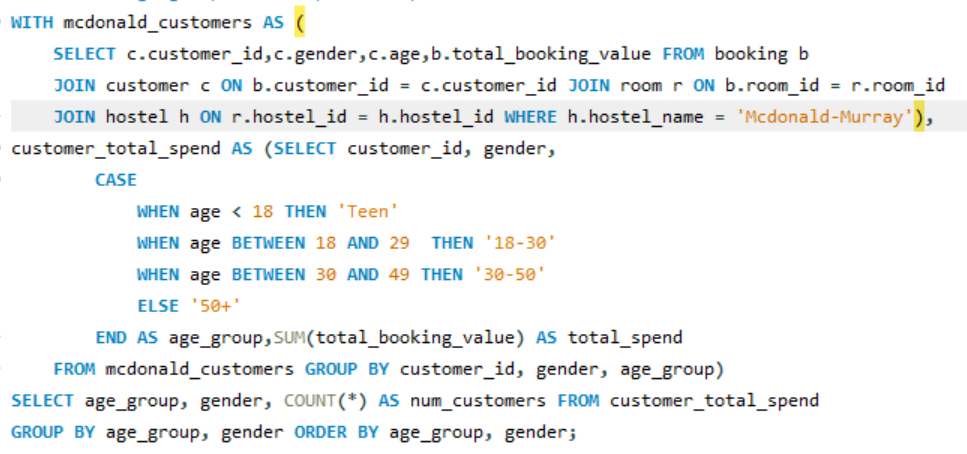 WITH mcdonald_customers AS (
SELECT c.customer_id,c.gender,c.age,b.total_booking_value FROM booking b
JOIN customer c ON b.customer_id = c.customer_id JOIN room r ON b.room_id = r.room_id
JOIN hostel h ON r.hostel_id = h.hostel_id WHERE h.hostel_name = 'Mcdonald-Murray'),
customer_total_spend AS (SELECT customer_id, gender,
CASE
WHEN age < 18 THEN 'Teen'
WHEN age BETWEEN 18 AND 29  THEN '18-30'
WHEN age BETWEEN 30 AND 49 THEN '30-50'
ELSE '50+'
END AS age_group,SUM(total_booking_value) AS total_spend
FROM mcdonald_customers GROUP BY customer_id, gender, age_group)
SELECT age_group, gender, COUNT(*) AS num_customers FROM customer_total_spend
GROUP BY age_group, gender ORDER BY age_group, gender;